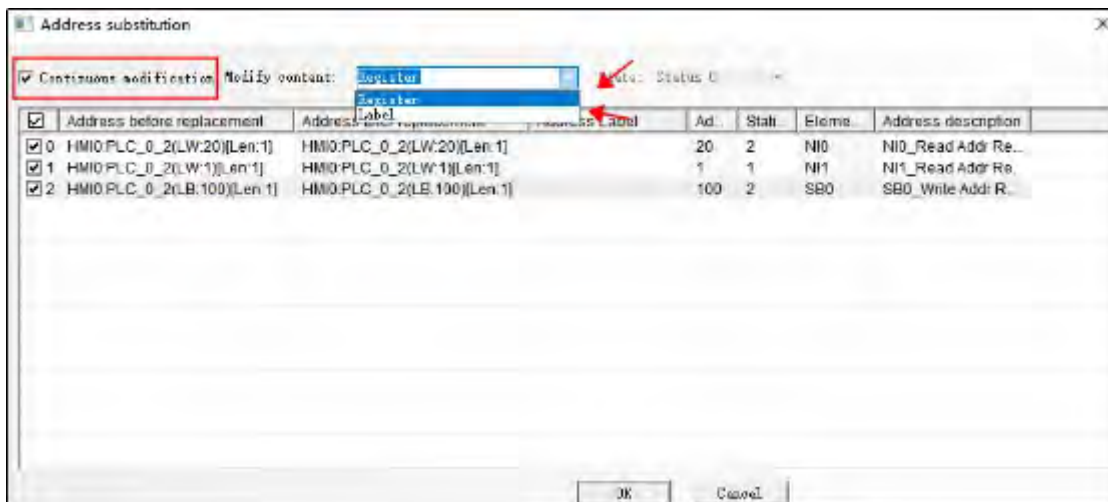 Address substitution
Continuous modification Modify content: Register State: Status 0
Register
Label
Address before replacement Address Address Label Ad... Stati... Eleme... Address description
0 HMI0:PLC_0_2(LW:20)[Len:1] HMI0:PLC_0_2(LW:20)[Len:1] 20 2 NI0 NI0_Read Addr Re...
1 HMI0:PLC_0_2(LW:1)[Len:1] HMI0:PLC_0_2(LW:1)[Len:1] 1 1 NI1 NI1_Read Addr Re...
2 HMI0:PLC_0_2(LB:100)[Len:1] HMI0:PLC_0_2(LB:100)[Len:1] 100 2 SB0 SB0_Write Addr R...
OK Cancel